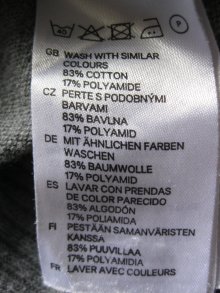 40
P
GB WASH WITH SIMILAR
COLOURS
83% COTTON
17% POLYAMIDE
CZ PERTE S PODOBNÝMI
BARVAMI
83% BAVLNA
17% POLYAMID
DE MIT ÄHNLICHEN FARBEN
WASCHEN
83% BAUMWOLLE
17% POLYAMID
ES LAVAR CON PRENDAS
DE COLOR PARECIDO
83% ALGODÓN
17% POLIAMIDA
FI PESTÄÄN SAMANVÄRISTEN
KANSSA
83% PUUVILLAA
17% POLYAMIDIA
FR LAVER AVEC COULEURS